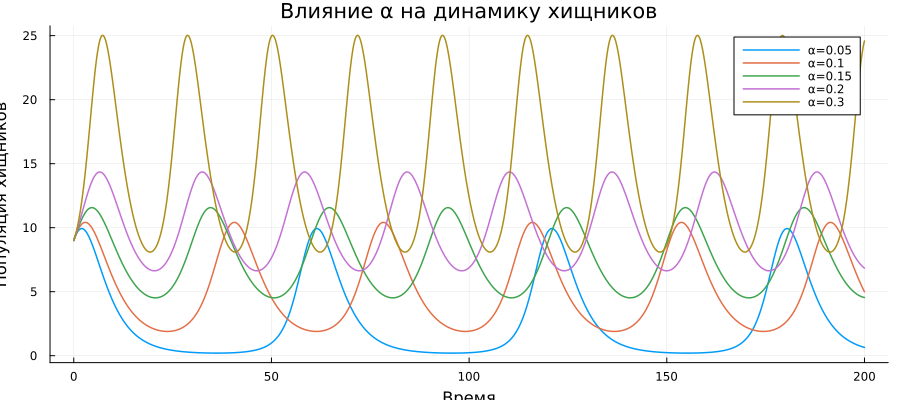 Влияние α на динамику хищников
Популяция хищников
25
20
15
10
5
0
α=0.05
α=0.1
α=0.15
α=0.2
α=0.3
0
50
100
150
200
Время